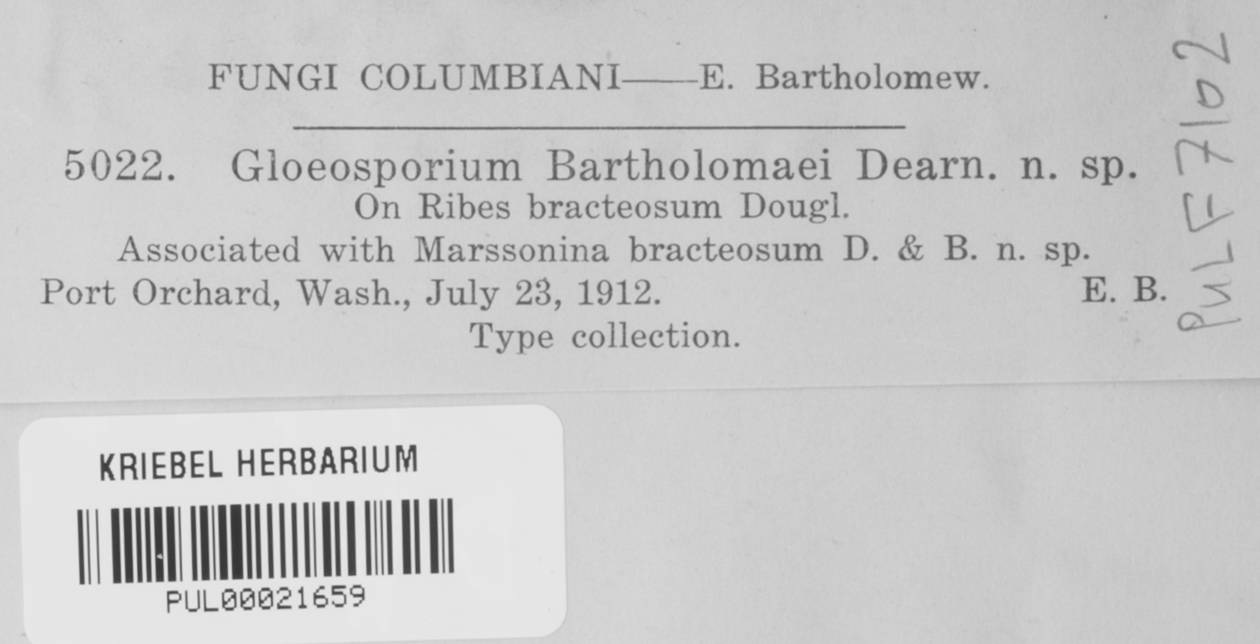 FUNGI COLUMBIANI——E. Bartholomew.
5022. Gloeosporium Bartholomaei Dearn. n. sp.
On Ribes bracteosum Dougl.
Associated with Marssonina bracteosum D. & B. n. sp.
Port Orchard, Wash., July 23, 1912. E. B.
Type collection.
PUL F7102
KRIEBEL HERBARIUM
PUL00021659